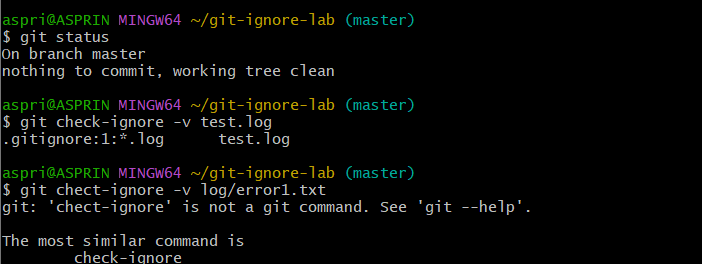 aspri@ASPRIN MINGW64 ~/git-ignore-lab (master)
$ git status
On branch master
nothing to commit, working tree clean
aspri@ASPRIN MINGW64 ~/git-ignore-lab (master)
$ git check-ignore -v test.log
.gitignore:1:*.log      test.log
aspri@ASPRIN MINGW64 ~/git-ignore-lab (master)
$ git chect-ignore -v log/error1.txt
git: 'chect-ignore' is not a git command. See 'git --help'.
The most similar command is
        check-ignore